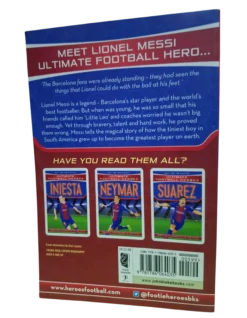 MEET LIONEL MESSI
ULTIMATE FOOTBALL HERO...
The Barcelona fans were already standing – they had seen the
things that Lionel could do with the ball at his feet.
Lionel Messi is a legend – Barcelona's star player and the world's
best footballer. But when was young, he was so small that his
friends called him 'Little Leo' and coaches worried he wasn't big
enough. Yet through bravery, talent and hard work, he proved
them wrong. Messi tells the magical story of how the tiniest boy in
South America grew up to become the greatest player on earth.
HAVE YOU READ THEM ALL?
INIESTA
NEYMAR
SUAREZ
www.heroesfootball.com
@footieheroesbks